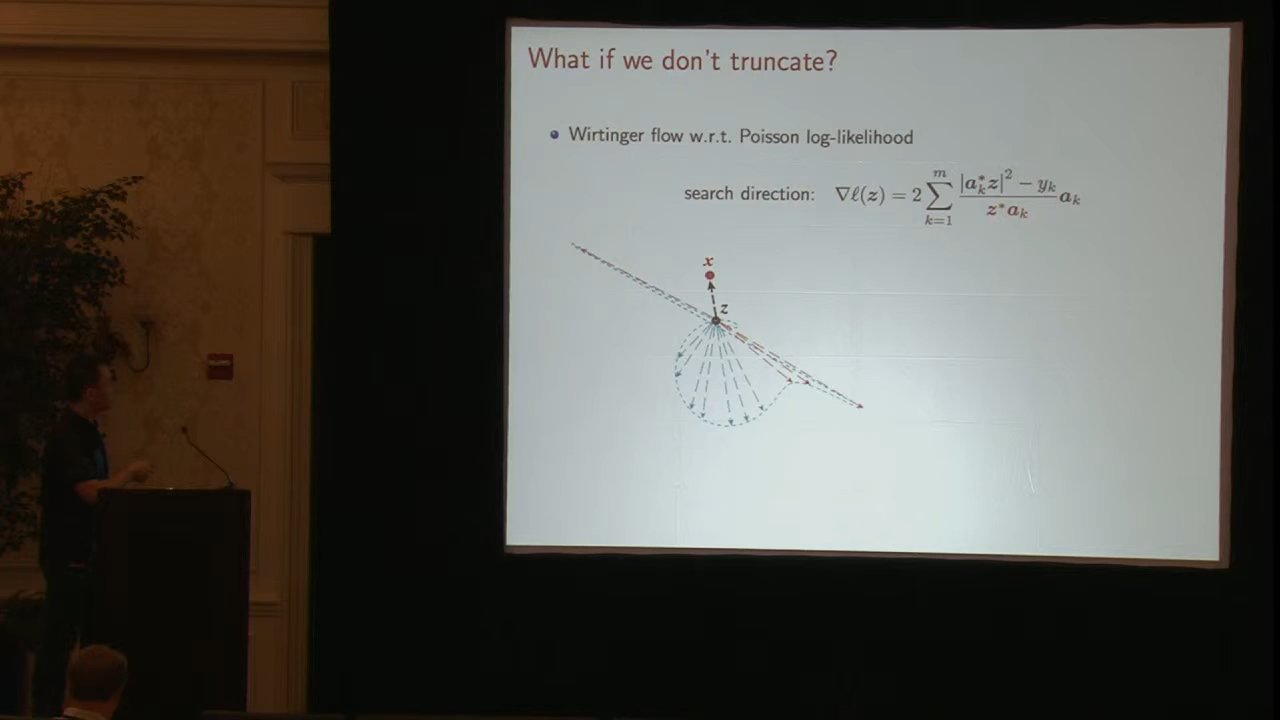 What if we don't truncate?
• Wirtinger flow w.r.t. Poisson log-likelihood
search direction: ∇ℓ(z) = 2 ∑_{k=1}^{m} \frac{|a_k^* z|^2 − y_k}{z^* a_k} a_k
x
z